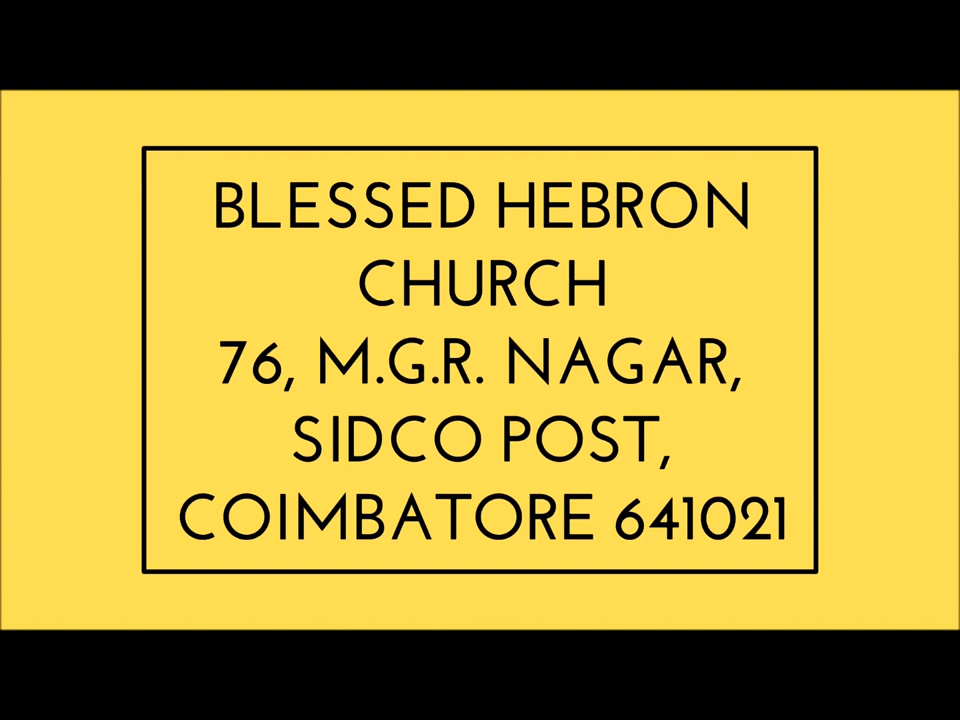 BLESSED HEBRON
CHURCH
76, M.G.R. NAGAR,
SIDCO POST,
COIMBATORE 641021